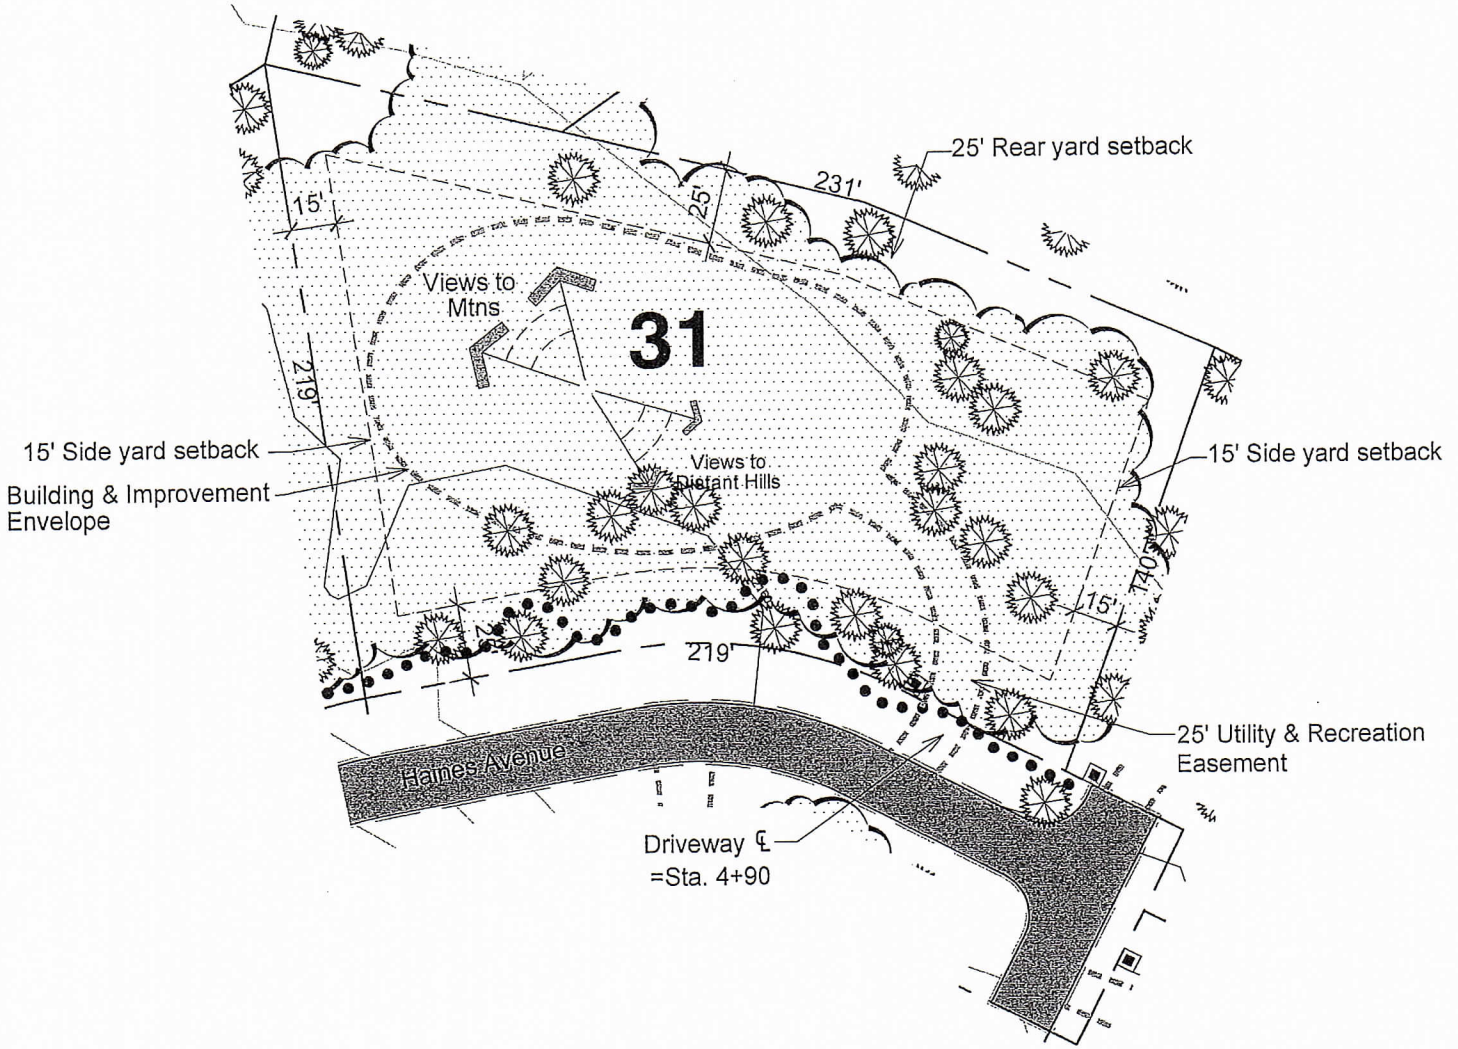 25' Rear yard setback
231'
15'
25'
Views to
Mtns
31
219'
15' Side yard setback
15' Side yard setback
Views to
Distant Hills
Building & Improvement
Envelope
140'
15'
219'
25' Utility & Recreation
Easement
Haines Avenue
Driveway ℄
=Sta. 4+90